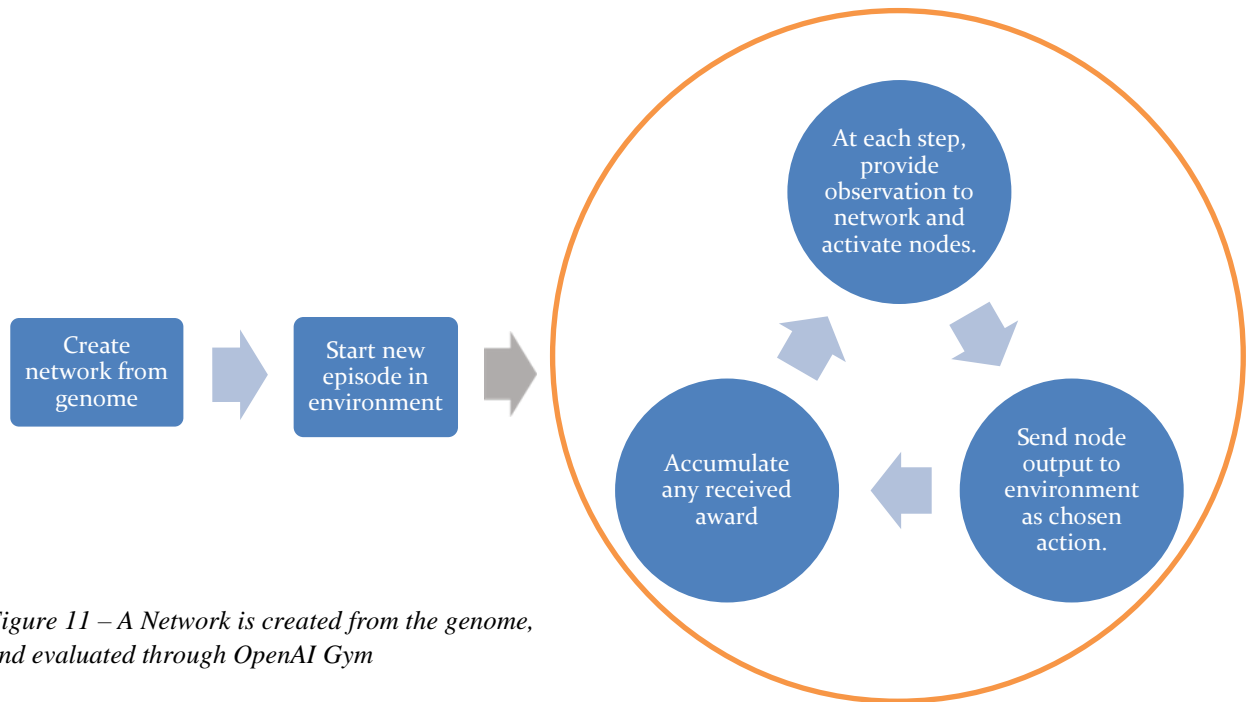 Create
network from
genome
Start new
episode in
environment
At each step,
provide
observation to
network and
activate nodes.
Send node
output to
environment
as chosen
action.
Accumulate
any received
award
igure 11 – A Network is created from the genome,
nd evaluated through OpenAI Gym